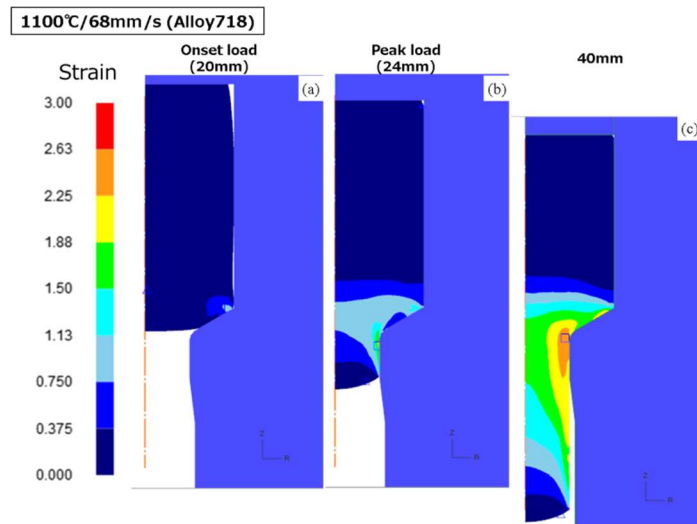 1100℃/68mm/s (Alloy718)
Onset load
(20mm)
Peak load
(24mm)
40mm
Strain
(a)
(b)
(c)
3.00
2.63
2.25
1.88
1.50
1.13
0.750
0.375
0.000
Z
R
Z
R
Z
R